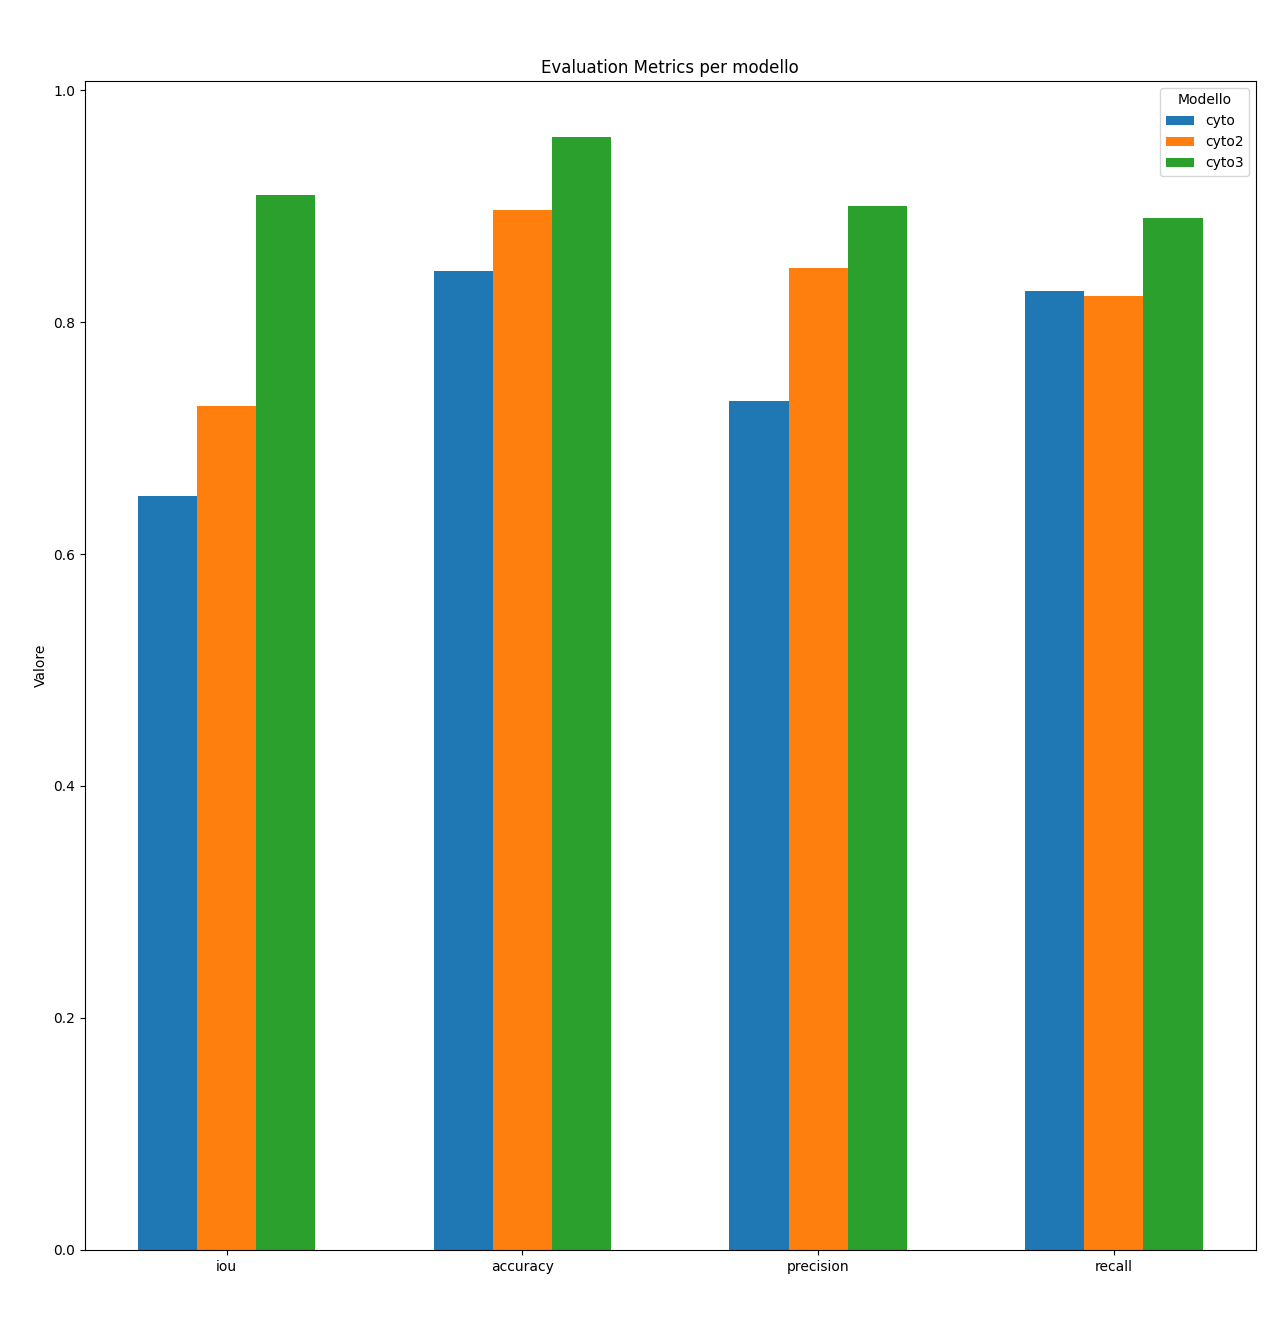 Evaluation Metrics per modello
Modello
cyto
cyto2
cyto3
1.0
0.8
0.6
0.4
0.2
0.0
Valore
iou
accuracy
precision
recall